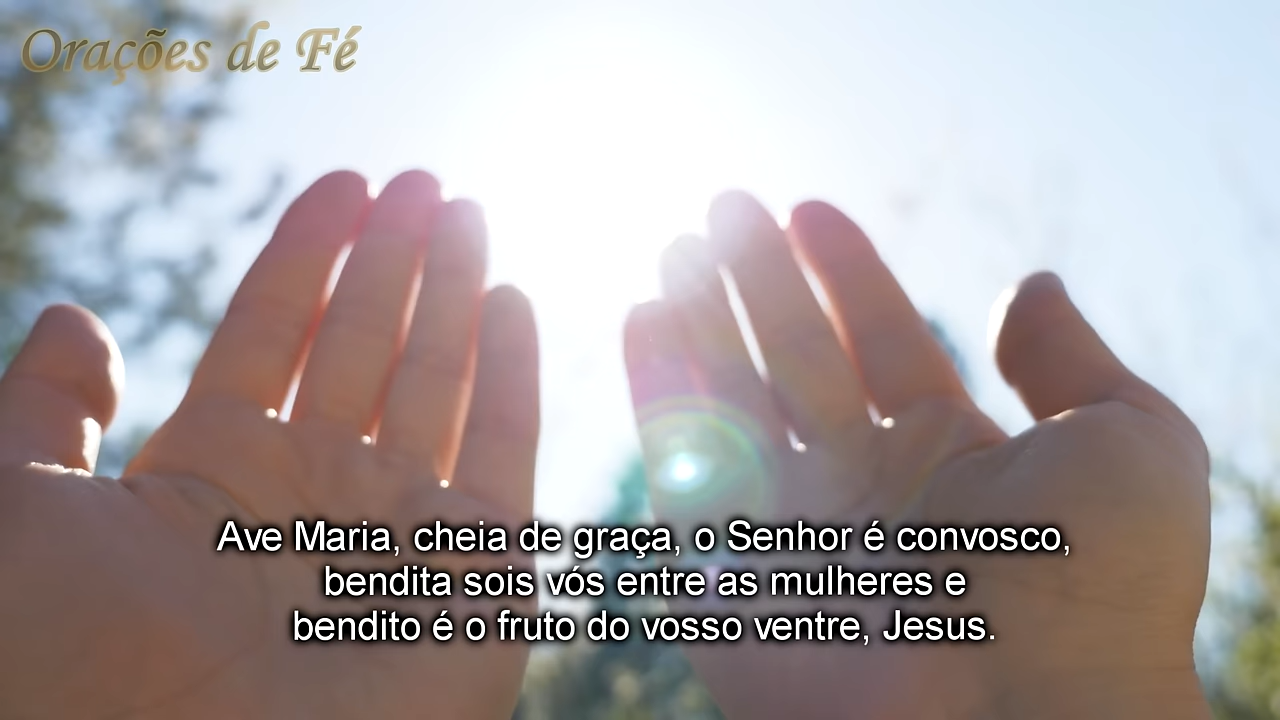 Orações de Fé
Ave Maria, cheia de graça, o Senhor é convosco,
bendita sois vós entre as mulheres e
bendito é o fruto do vosso ventre, Jesus.